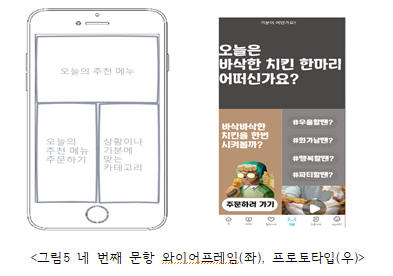 오늘의 추천 메뉴
오늘의
추천 메뉴
주문하기
상황이나
기분에
맞는
카테고리
기분이 어떤가요?
오늘은
바삭한 치킨 한마리
어떠신가요?
바삭바삭한
치킨을 한번
시켜볼까?
주문하러 가기
#우울할땐?
#화가날땐?
#행복할땐?
#파티할땐?
<그림5 네 번째 문항 와이어프레임(좌), 프로토타입(우)>